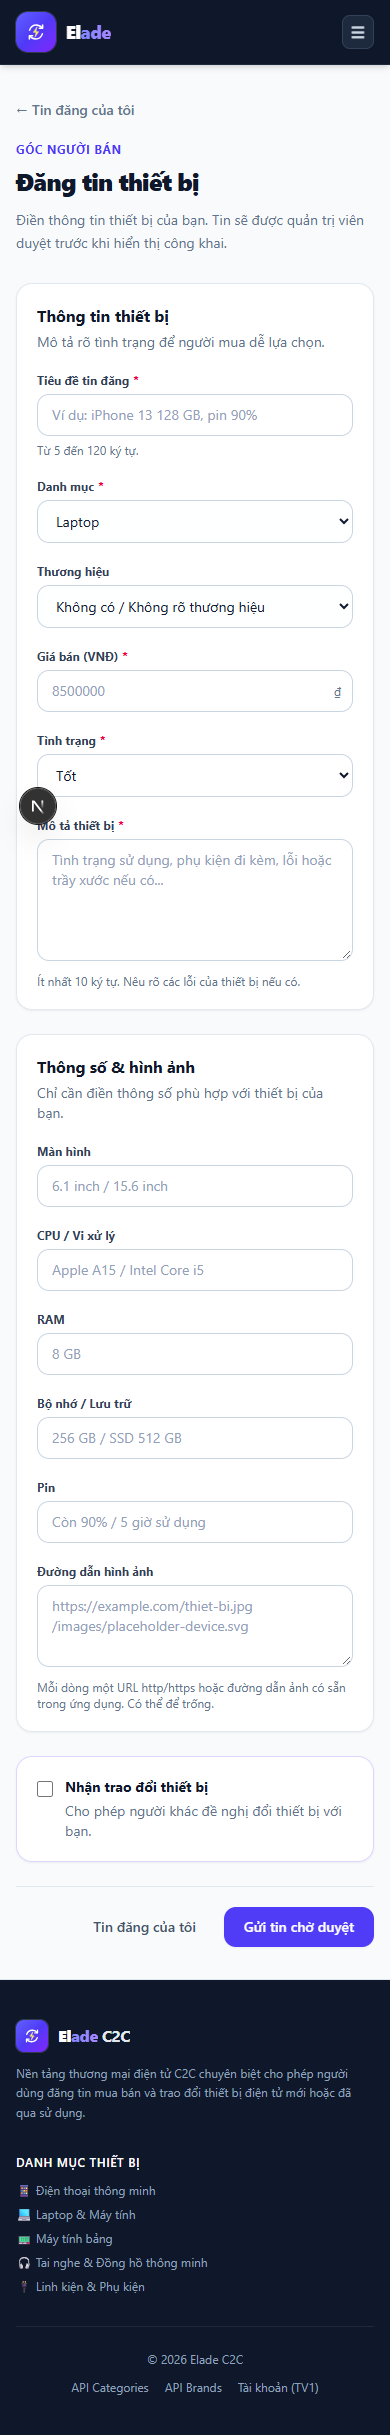 Elade
← Tin đăng của tôi
GÓC NGƯỜI BÁN
Đăng tin thiết bị
Điền thông tin thiết bị của bạn. Tin sẽ được quản trị viên
duyệt trước khi hiển thị công khai.
Thông tin thiết bị
Mô tả rõ tình trạng để người mua dễ lựa chọn.
Tiêu đề tin đăng *
Ví dụ: iPhone 13 128 GB, pin 90%
Từ 5 đến 120 ký tự.
Danh mục *
Laptop
Thương hiệu
Không có / Không rõ thương hiệu
Giá bán (VNĐ) *
8500000 ₫
Tình trạng *
Tốt
N
Mô tả thiết bị *
Tình trạng sử dụng, phụ kiện đi kèm, lỗi hoặc
trầy xước nếu có...
Ít nhất 10 ký tự. Nêu rõ các lỗi của thiết bị nếu có.
Thông số & hình ảnh
Chỉ cần điền thông số phù hợp với thiết bị của
bạn.
Màn hình
6.1 inch / 15.6 inch
CPU / Vi xử lý
Apple A15 / Intel Core i5
RAM
8 GB
Bộ nhớ / Lưu trữ
256 GB / SSD 512 GB
Pin
Còn 90% / 5 giờ sử dụng
Đường dẫn hình ảnh
https://example.com/thiet-bi.jpg
/images/placeholder-device.svg
Mỗi dòng một URL http/https hoặc đường dẫn ảnh có sẵn
trong ứng dụng. Có thể để trống.
Nhận trao đổi thiết bị
Cho phép người khác đề nghị đổi thiết bị với
bạn.
Tin đăng của tôi
Gửi tin chờ duyệt
Elade C2C
Nền tảng thương mại điện tử C2C chuyên biệt cho phép người
dùng đăng tin mua bán và trao đổi thiết bị điện tử mới hoặc đã
qua sử dụng.
DANH MỤC THIẾT BỊ
Điện thoại thông minh
Laptop & Máy tính
Máy tính bảng
Tai nghe & Đồng hồ thông minh
Linh kiện & Phụ kiện
© 2026 Elade C2C
API Categories API Brands Tài khoản (TV1)